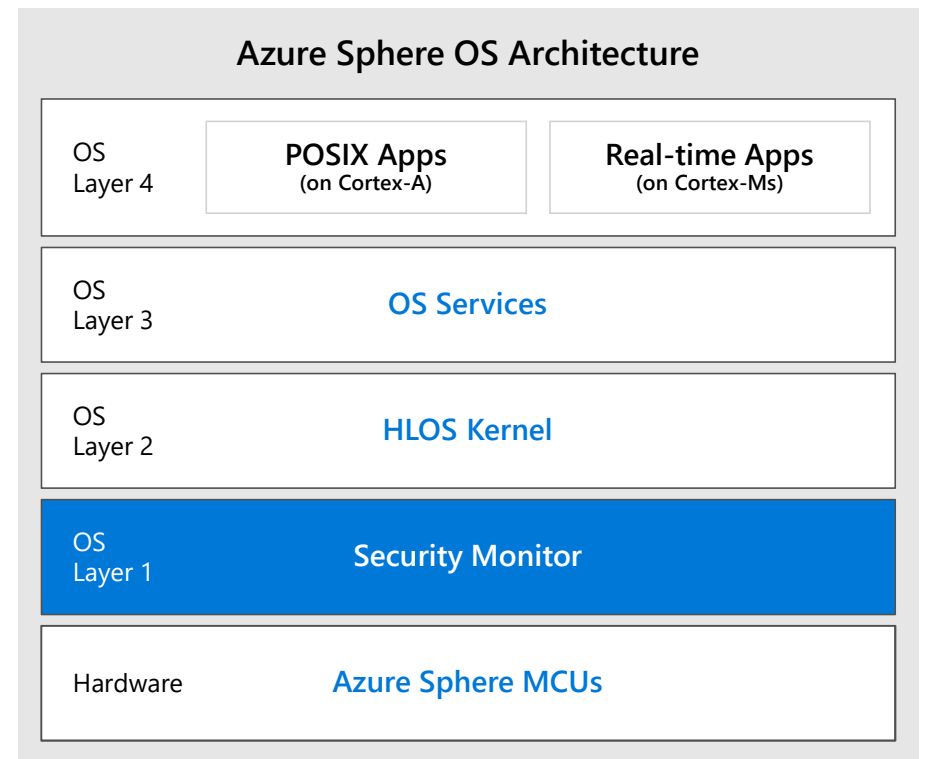 Azure Sphere OS Architecture
OS
Layer 4
POSIX Apps
(on Cortex-A)
Real-time Apps
(on Cortex-Ms)
OS
Layer 3
OS Services
OS
Layer 2
HLOS Kernel
OS
Layer 1
Security Monitor
Hardware
Azure Sphere MCUs